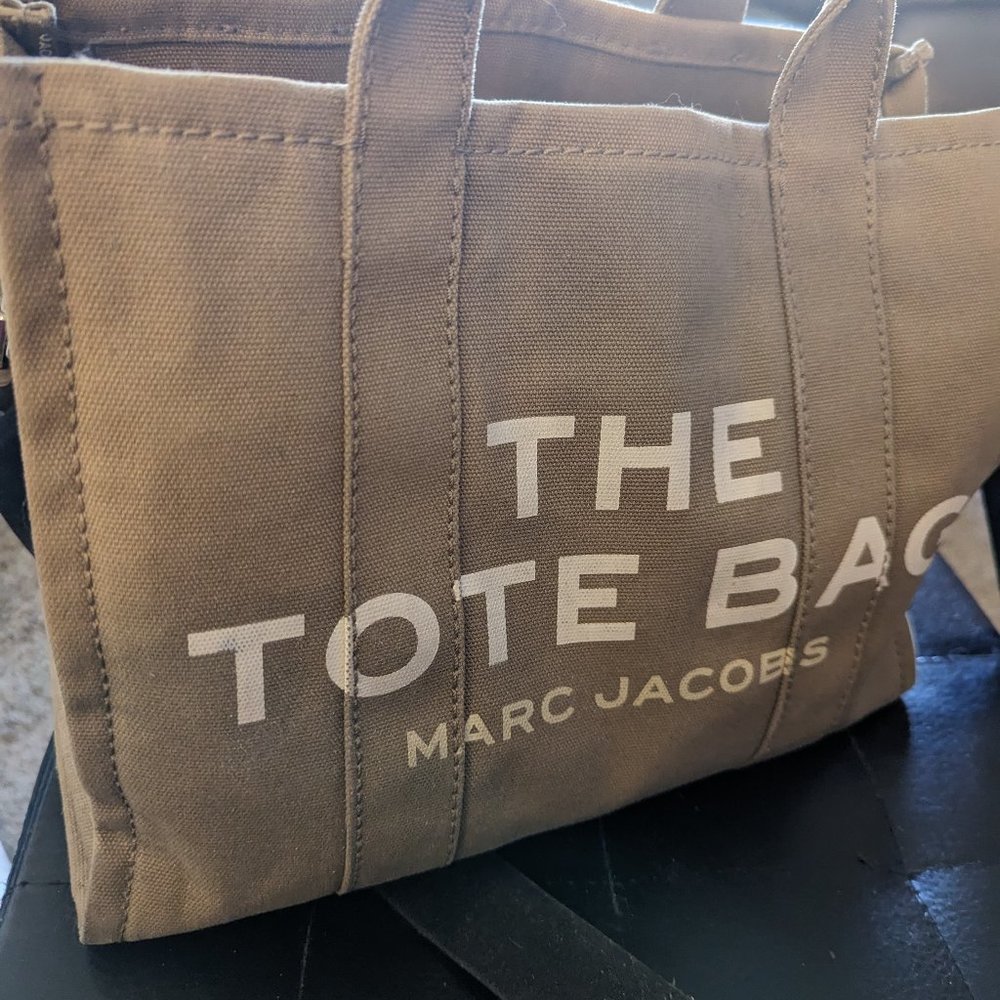 THE
TOTE BAG
MARC JACOBS